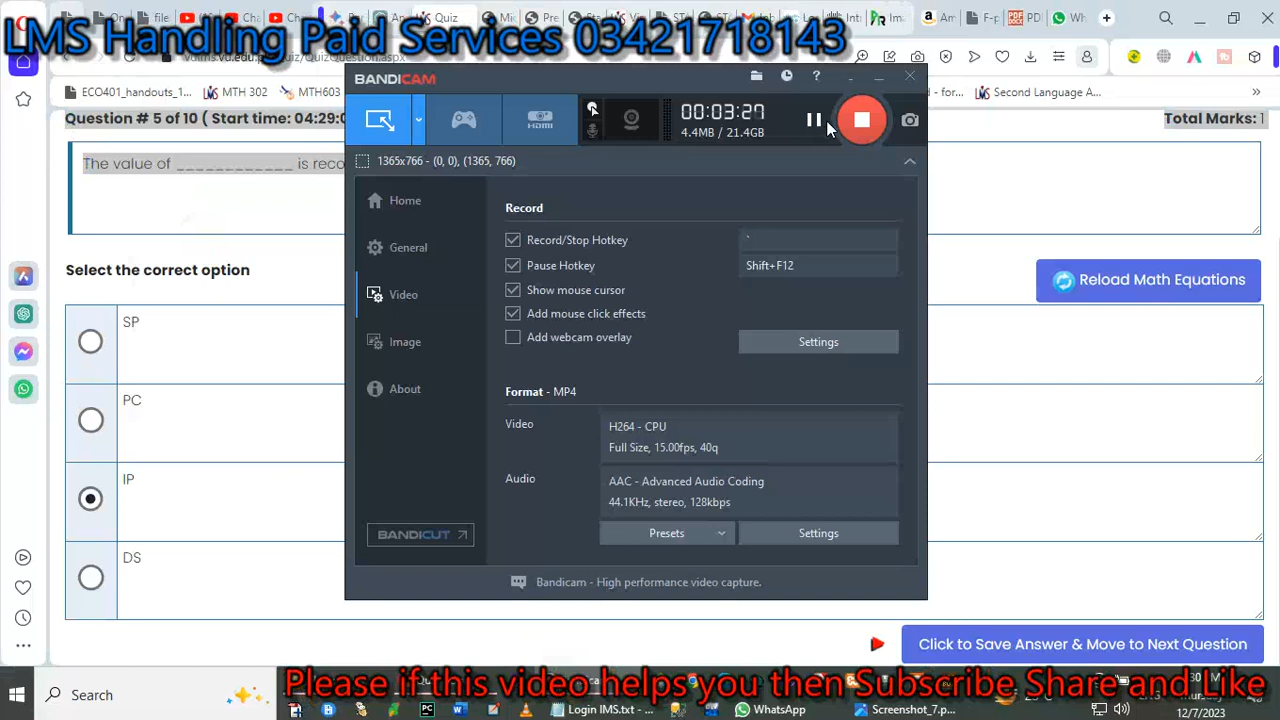 Quiz
LMS Handling Paid Services 03421718143
ECO401_handouts_1...
MTH 302
MTH603
Second Language A...
BANDICAM
00:03:27
4.4MB / 21.4GB
Question # 5 of 10 ( Start time: 04:29:0
Total Marks: 1
1365x766 - (0, 0), (1365, 766)
The value of _____________ is reco
Home
General
Video
Image
About
BANDICUT
Record
Record/Stop Hotkey
`
Pause Hotkey
Shift+F12
Show mouse cursor
Add mouse click effects
Add webcam overlay
Settings
Format - MP4
Video
H264 - CPU
Full Size, 15.00fps, 40q
Audio
AAC - Advanced Audio Coding
44.1KHz, stereo, 128kbps
Presets
Settings
Bandicam - High performance video capture.
Select the correct option
Reload Math Equations
SP
PC
IP
DS
Click to Save Answer & Move to Next Question
Please if this video helps you then Subscribe Share and Like
Search
Login IMS.txt - ...
WhatsApp
Screenshot_7.p...
12/7/2023